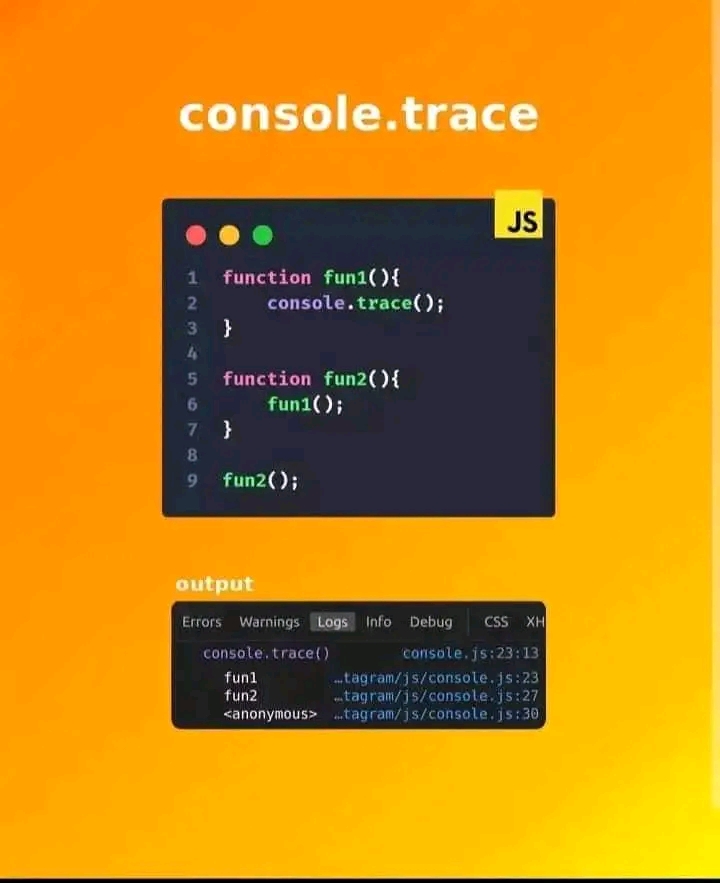 console.trace
JS
1 function fun1(){
2     console.trace();
3 }
4
5 function fun2(){
6     fun1();
7 }
8
9 fun2();
output
Errors Warnings Logs Info Debug CSS XH
console.trace() console.js:23:13
fun1 …tagram/js/console.js:23
fun2 …tagram/js/console.js:27
<anonymous> …tagram/js/console.js:30